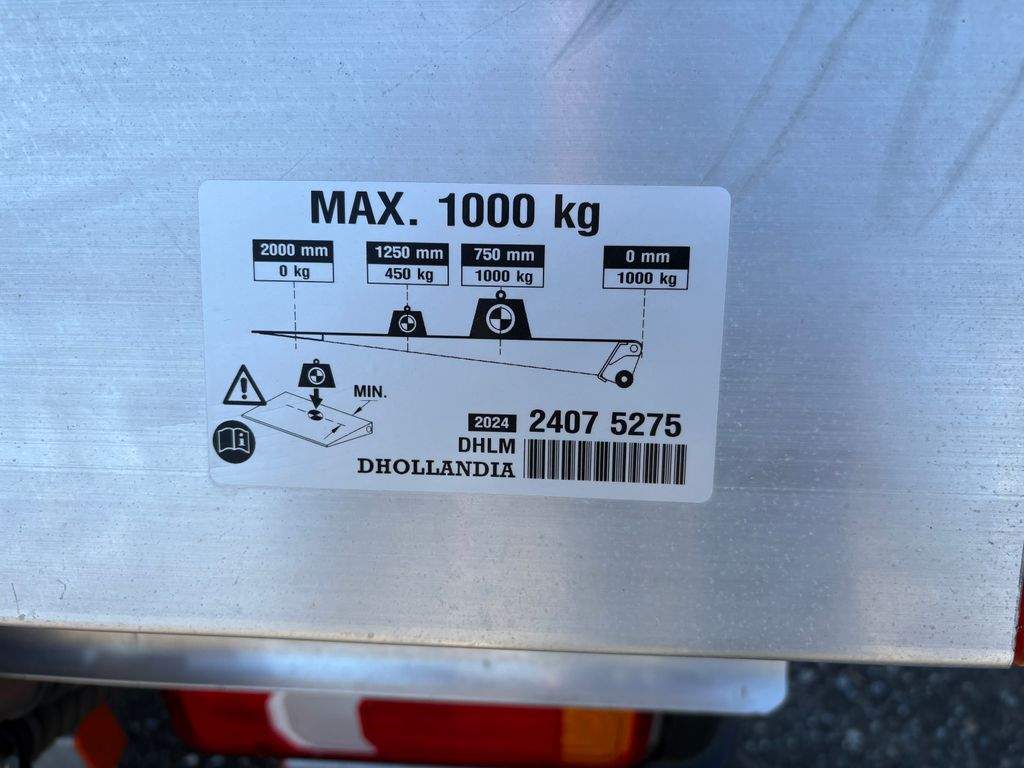 MAX. 1000 kg
2000 mm 1250 mm 750 mm 0 mm
0 kg 450 kg 1000 kg 1000 kg
MIN.
2024 2407 5275
DHLM
DHOLLANDIA